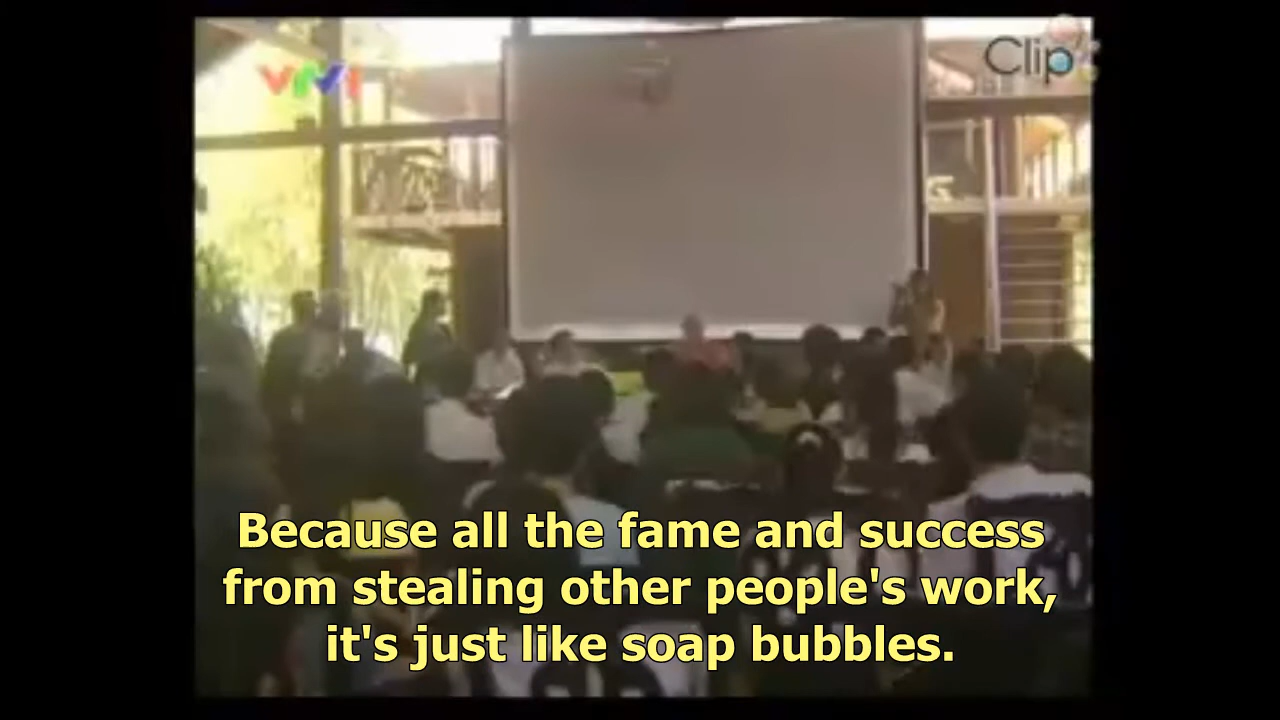 VTV1
Clip
Because all the fame and success
from stealing other people's work,
it's just like soap bubbles.